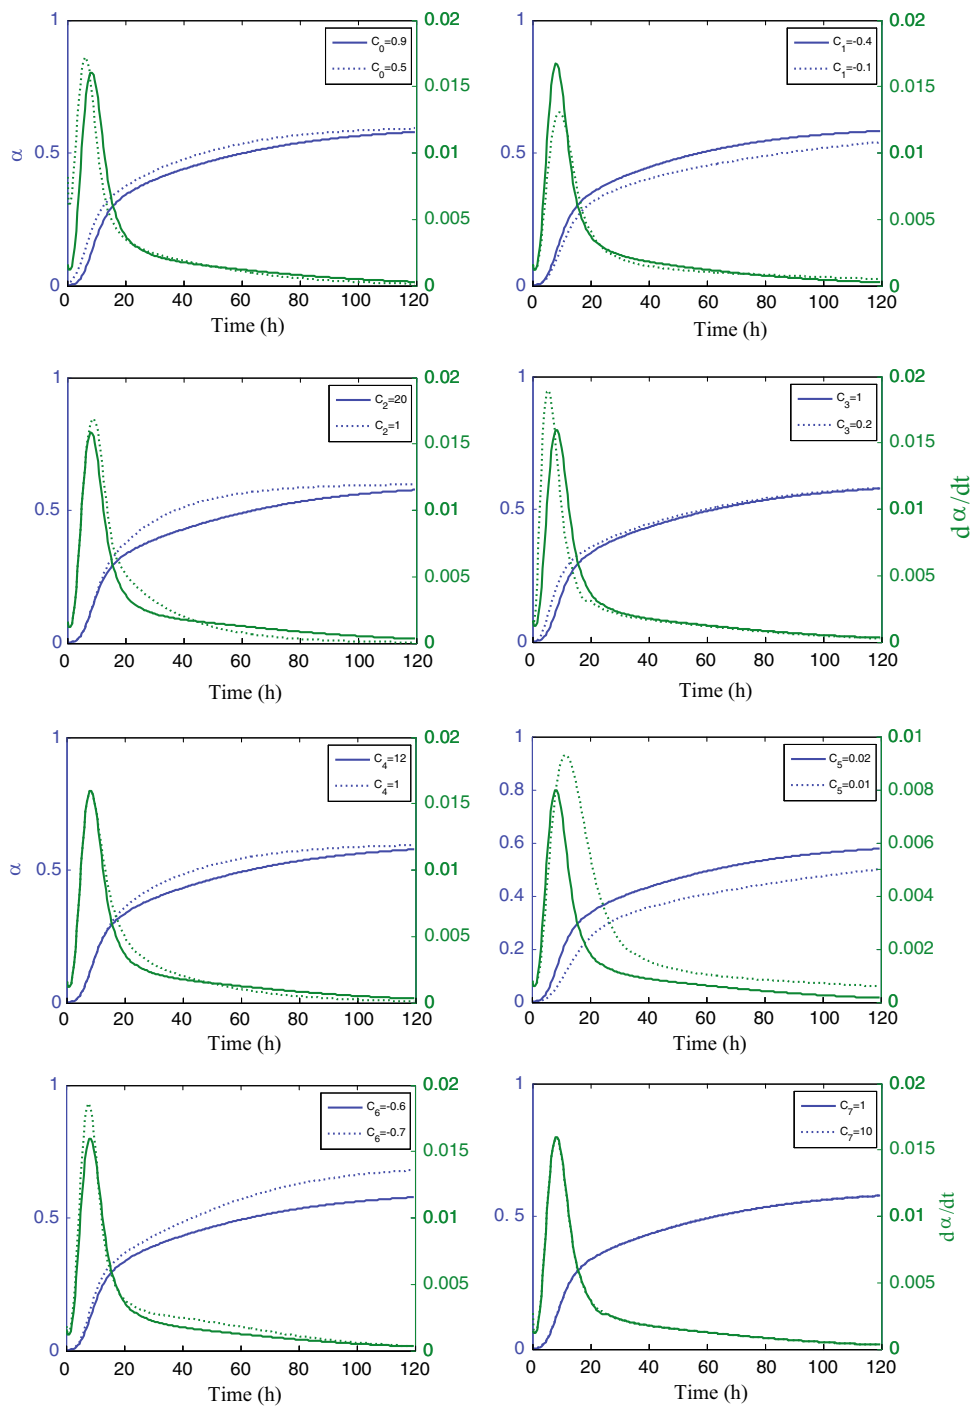 1
0.02
C0=0.9
C0=0.5
0.015
α
0.5
0.01
0.005
0
0
0 20 40 60 80 100 120
Time (h)
1
0.02
C1=-0.4
C1=-0.1
0.015
0.5
0.01
0.005
0
0
0 20 40 60 80 100 120
Time (h)
1
0.02
C2=20
C2=1
0.015
0.5
0.01
0.005
0
0
0 20 40 60 80 100 120
Time (h)
1
0.02
C3=1
C3=0.2
0.015
0.5
0.01
dα/dt
0.005
0
0
0 20 40 60 80 100 120
Time (h)
1
0.02
C4=12
C4=1
0.015
α
0.5
0.01
0.005
0
0
0 20 40 60 80 100 120
Time (h)
1
0.01
C5=0.02
C5=0.01
0.8
0.008
0.6
0.006
0.4
0.004
0.2
0.002
0
0
0 20 40 60 80 100 120
Time (h)
1
0.02
C6=-0.6
C6=-0.7
0.015
0.5
0.01
0.005
0
0
0 20 40 60 80 100 120
Time (h)
1
0.02
C7=1
C7=10
0.015
0.5
0.01
dα/dt
0.005
0
0
0 20 40 60 80 100 120
Time (h)